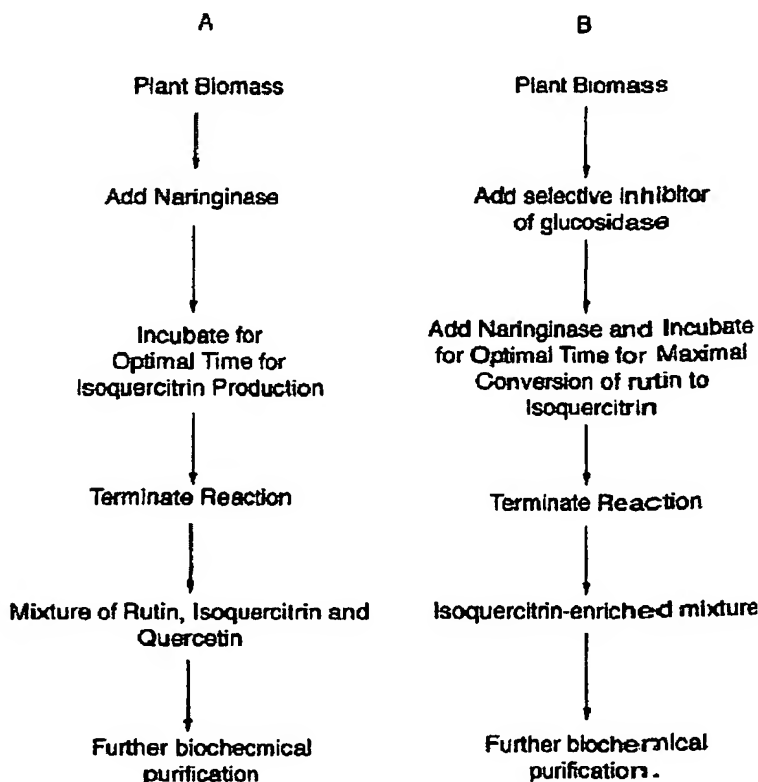 A
Plant Biomass
Add Naringinase
Incubate for
Optimal Time for
Isoquercitrin Production
Terminate Reaction
Mixture of Rutin, Isoquercitrin and
Quercetin
Further biochecmical
purification
B
Plant Biomass
Add selective inhibitor
of glucosidase
Add Naringinase and Incubate
for Optimal Time for Maximal
Conversion of rutin to
Isoquercitrin
Terminate Reaction
Isoquercitrin-enriched mixture
Further biochemical
purification.